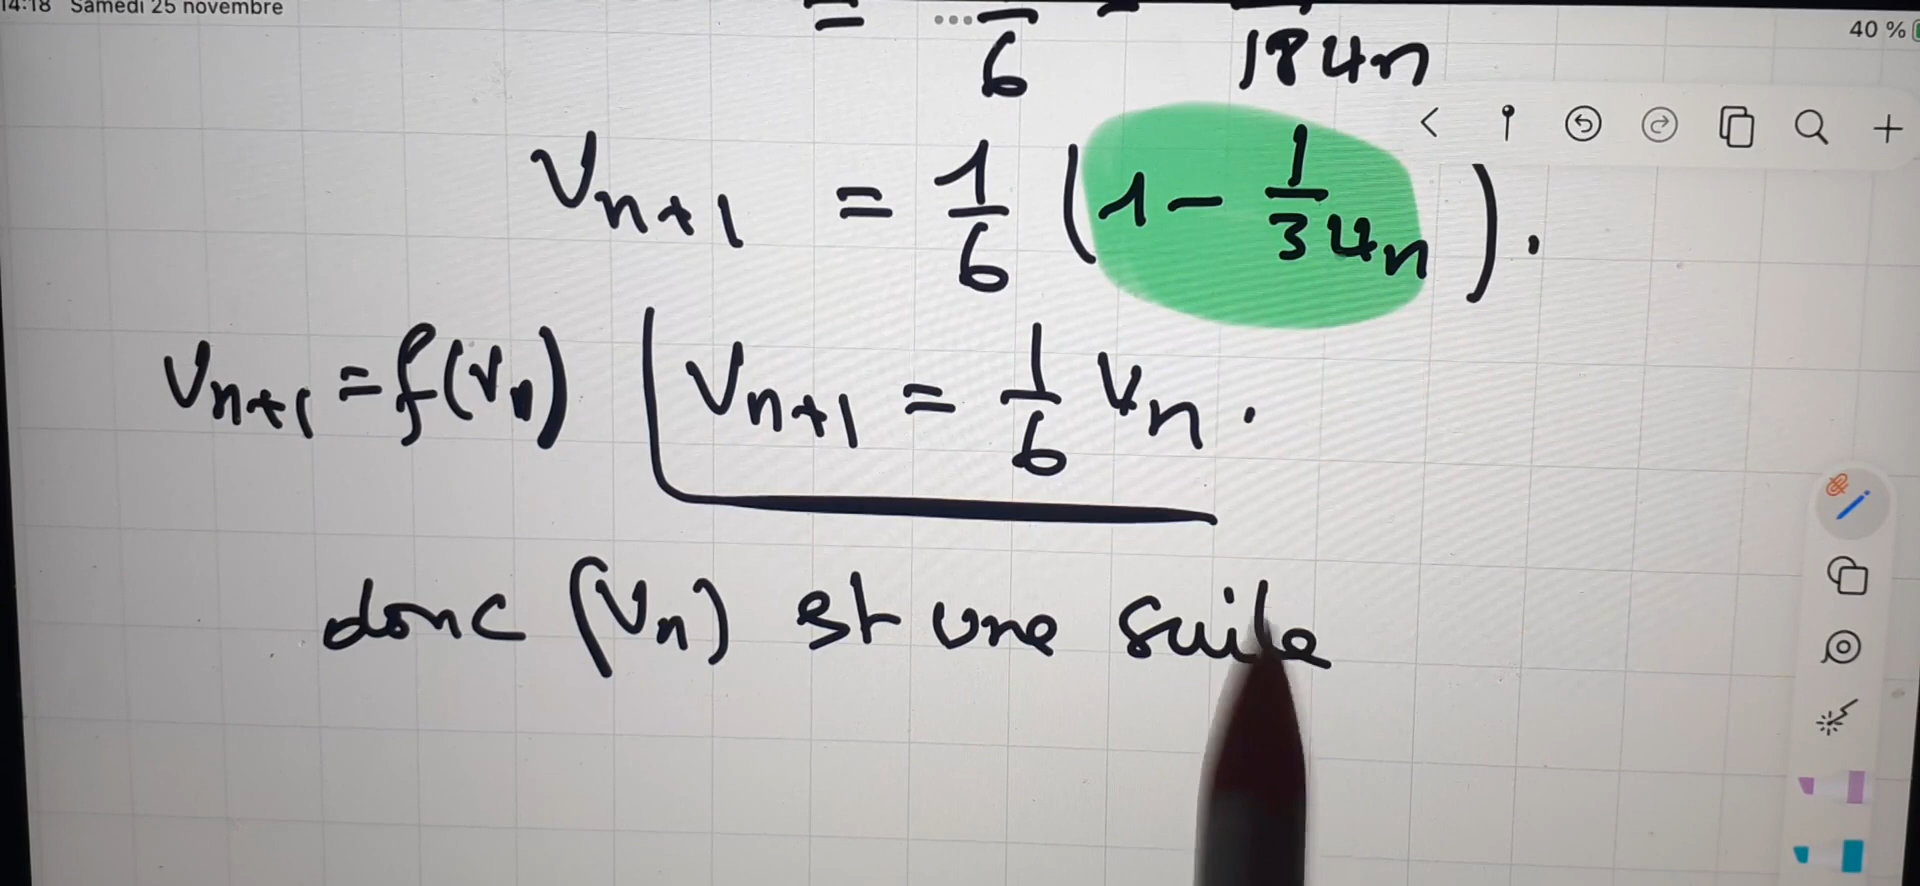 14:18 Samedi 25 novembre
40 %
= — 
6 18un
Vn+1 = 1/6 (1 - 1/3un).
Vn+1 = f(Vn) Vn+1 = 1/6 Vn.
donc (Vn) est une suite